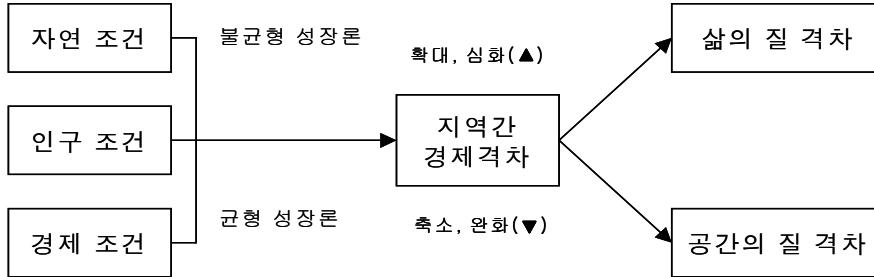 자연 조건
불균형 성장론
확대, 심화(▲)
삶의 질 격차
인구 조건
지역간
경제격차
경제 조건
균형 성장론
축소, 완화(▼)
공간의 질 격차